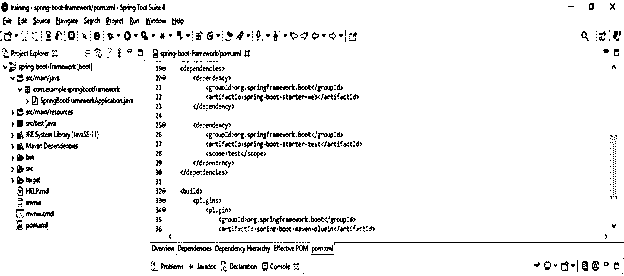 training - spring-boot-framework/pom.xml - Spring Tool Suite 4
File Edit Source Navigate Search Project Run Window Help
Project Explorer
spring-boot-framework/pom.xml
spring-boot-framework [boot]
src/main/java
com.example.springbootframework
SpringBootFrameworkApplication.java
src/main/resources
src/test/java
JRE System Library [JavaSE-11]
Maven Dependencies
bin
src
target
HELP.md
mvnw
mvnw.cmd
pom.xml
19 <dependencies>
20 <dependency>
21 <groupId>org.springframework.boot</groupId>
22 <artifactId>spring-boot-starter-web</artifactId>
23 </dependency>
24
25 <dependency>
26 <groupId>org.springframework.boot</groupId>
27 <artifactId>spring-boot-starter-test</artifactId>
28 <scope>test</scope>
29 </dependency>
30 </dependencies>
31
32 <build>
33 <plugins>
34 <plugin>
35 <groupId>org.springframework.boot</groupId>
36 <artifactId>spring-boot-maven-plugin</artifactId>
Overview Dependencies Dependency Hierarchy Effective POM pom.xml
Problems Javadoc Declaration Console